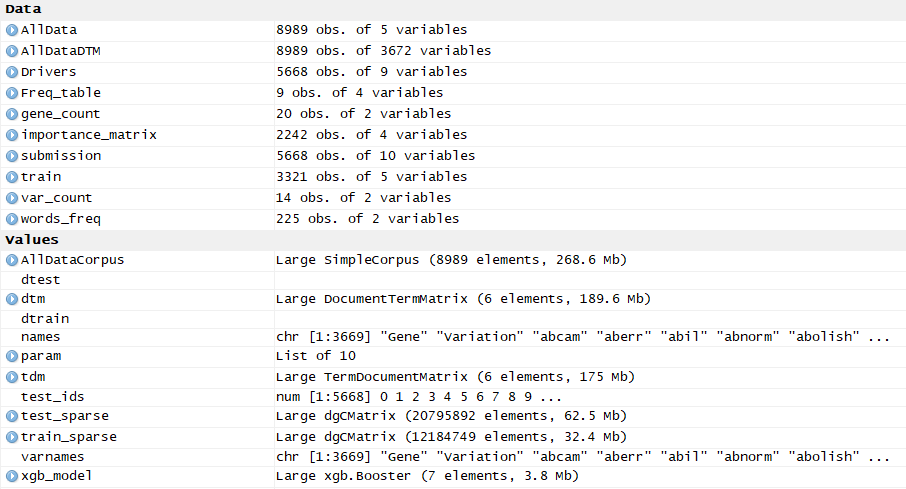 Data
AllData 8989 obs. of 5 variables
AllDataDTM 8989 obs. of 3672 variables
Drivers 5668 obs. of 9 variables
Freq_table 9 obs. of 4 variables
gene_count 20 obs. of 2 variables
importance_matrix 2242 obs. of 4 variables
submission 5668 obs. of 10 variables
train 3321 obs. of 5 variables
var_count 14 obs. of 2 variables
words_freq 225 obs. of 2 variables
Values
AllDataCorpus Large SimpleCorpus (8989 elements, 268.6 Mb)
dtest
dtm Large DocumentTermMatrix (6 elements, 189.6 Mb)
dtrain
names chr [1:3669] "Gene" "Variation" "abcam" "aberr" "abil" "abnorm" "abolish" ...
param List of 10
tdm Large TermDocumentMatrix (6 elements, 175 Mb)
test_ids num [1:5668] 0 1 2 3 4 5 6 7 8 9 ...
test_sparse Large dgCMatrix (20795892 elements, 62.5 Mb)
train_sparse Large dgCMatrix (12184749 elements, 32.4 Mb)
varnames chr [1:3669] "Gene" "Variation" "abcam" "aberr" "abil" "abnorm" "abolish" ...
xgb_model Large xgb.Booster (7 elements, 3.8 Mb)